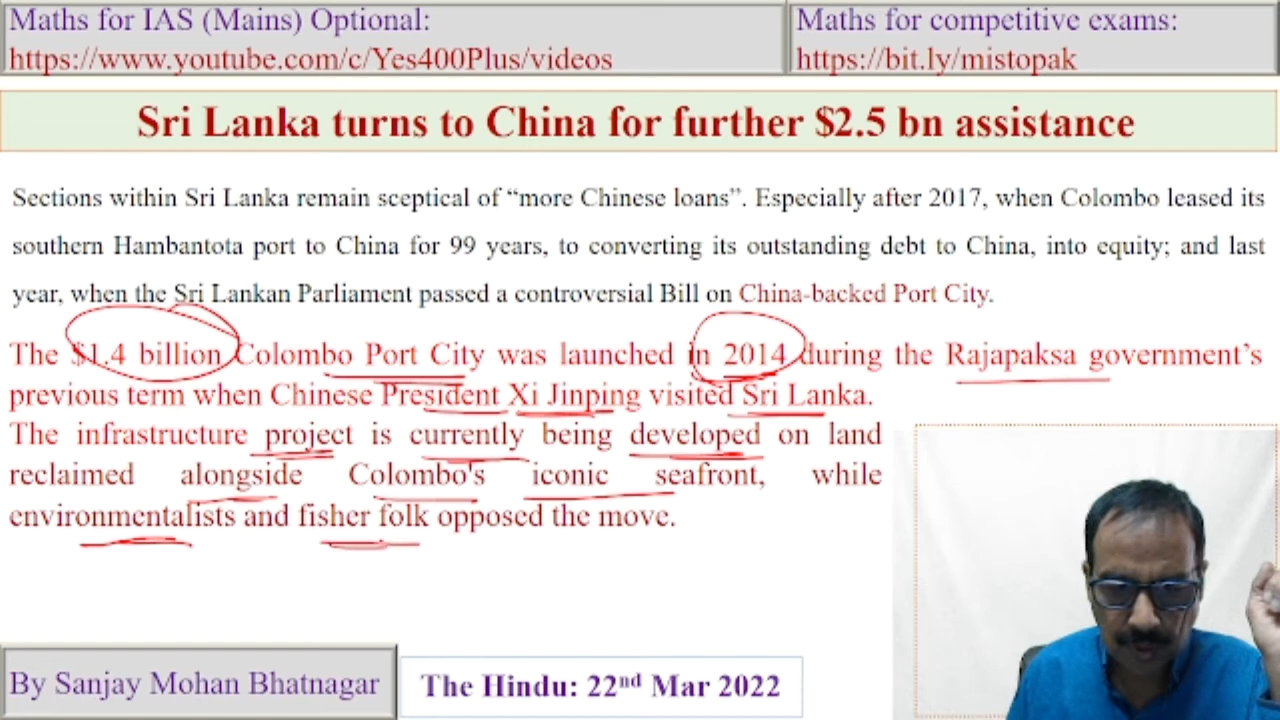 Maths for IAS (Mains) Optional:
https://www.youtube.com/c/Yes400Plus/videos
Maths for competitive exams:
https://bit.ly/mistopak
Sri Lanka turns to China for further $2.5 bn assistance
Sections within Sri Lanka remain sceptical of “more Chinese loans”. Especially after 2017, when Colombo leased its
southern Hambantota port to China for 99 years, to converting its outstanding debt to China, into equity; and last
year, when the Sri Lankan Parliament passed a controversial Bill on China-backed Port City.
The $1.4 billion Colombo Port City was launched in 2014 during the Rajapaksa government’s
previous term when Chinese President Xi Jinping visited Sri Lanka.
The infrastructure project is currently being developed on land
reclaimed alongside Colombo's iconic seafront, while
environmentalists and fisher folk opposed the move.
By Sanjay Mohan Bhatnagar
The Hindu: 22nd Mar 2022